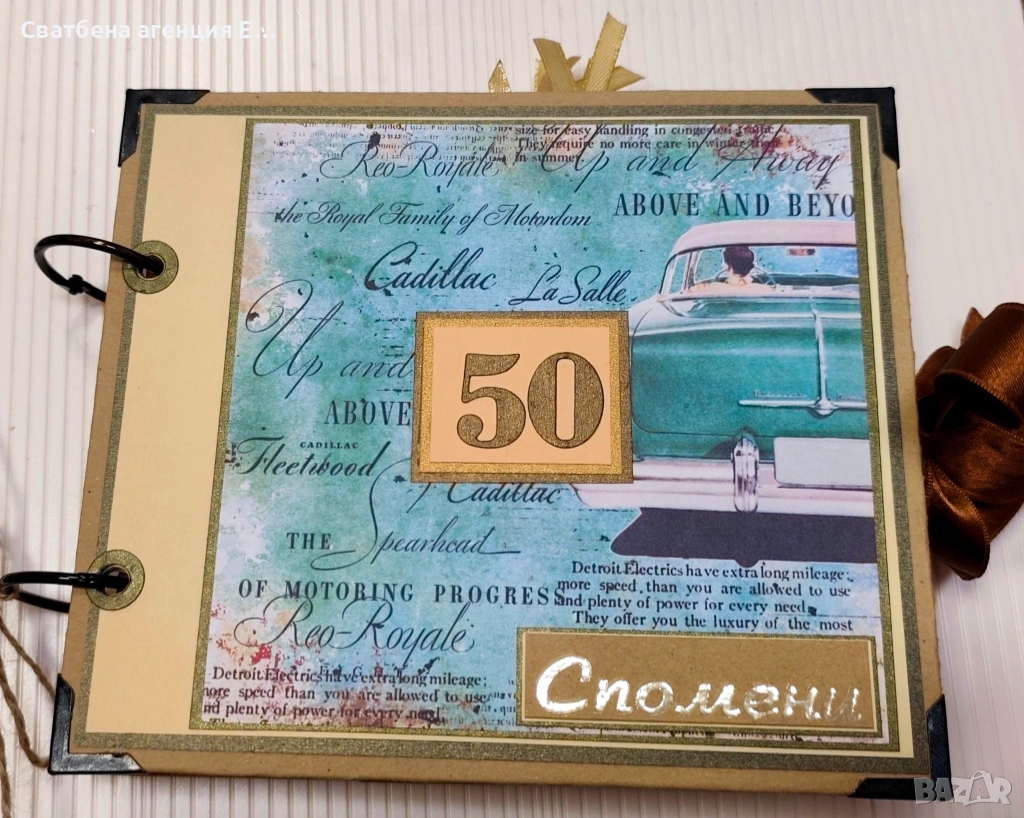 Сватбена агенция Е...
size for easy handling in congested traffic.
They require no more care in winter than
in summer
Reo-Royale Up and Away
the Royal Family of Motordom ABOVE AND BEYO
Cadillac La Salle
Up and
50
ABOVE
CADILLAC
Fleetwood
Cadillac
THE Spearhead
OF MOTORING PROGRESS
Detroit Electrics have extra long mileage;
more speed than you are allowed to use
and plenty of power for every need
They offer you the luxury of the most
Reo-Royale
Detroit Electrics have extra long mileage;
more speed than you are allowed to use
nd plenty of power for every need
Спомени
BAZAR